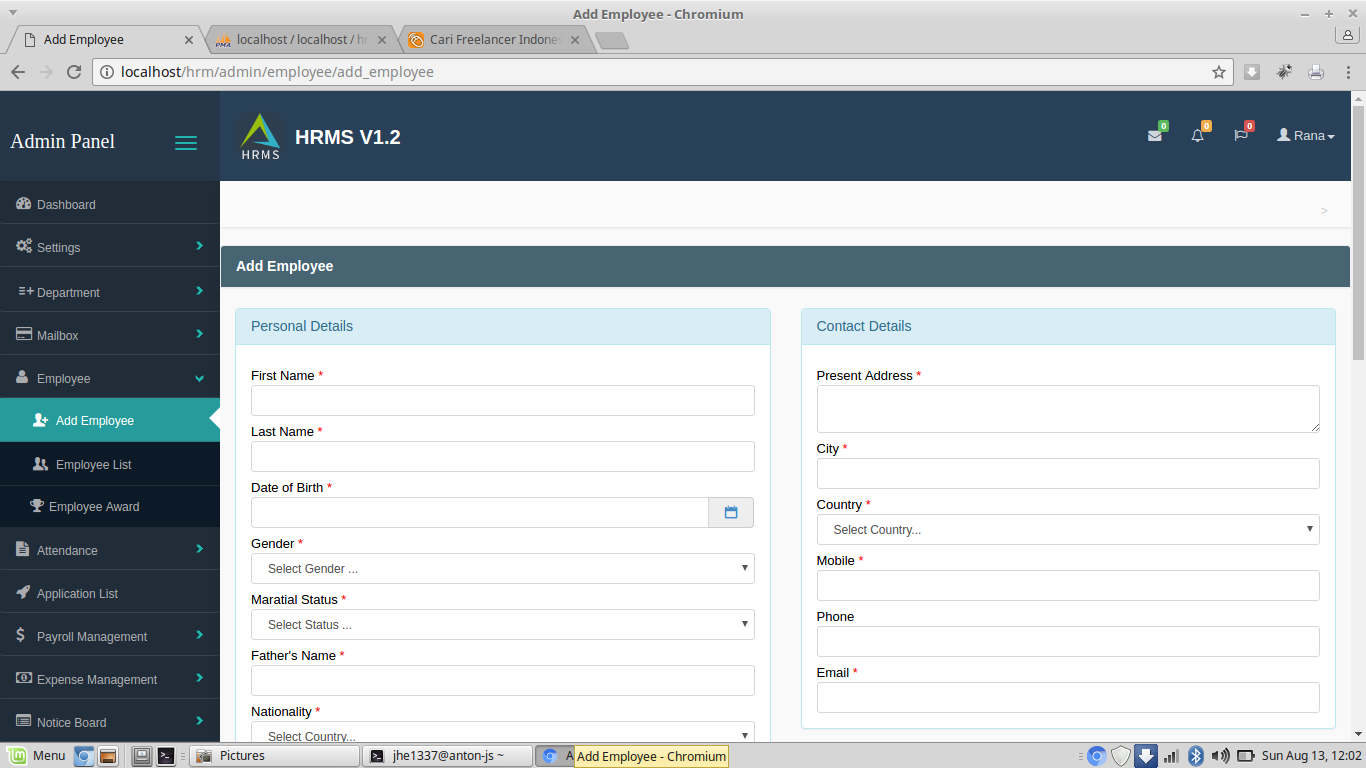 Add Employee - Chromium
Add Employee
localhost / localhost / h
Cari Freelancer Indone
localhost/hrm/admin/employee/add_employee
Admin Panel
HRMS
HRMS V1.2
0
0
0
Rana
Dashboard
Settings
Department
Mailbox
Employee
Add Employee
Employee List
Employee Award
Attendance
Application List
Payroll Management
Expense Management
Notice Board
>
Add Employee
Personal Details
First Name *
Last Name *
Date of Birth *
Gender *
Select Gender ...
Maratial Status *
Select Status ...
Father's Name *
Nationality *
Select Country...
Contact Details
Present Address *
City *
Country *
Select Country...
Mobile *
Phone
Email *
Menu
Pictures
jhe1337@anton-js ~
A
Add Employee - Chromium
Sun Aug 13, 12:02